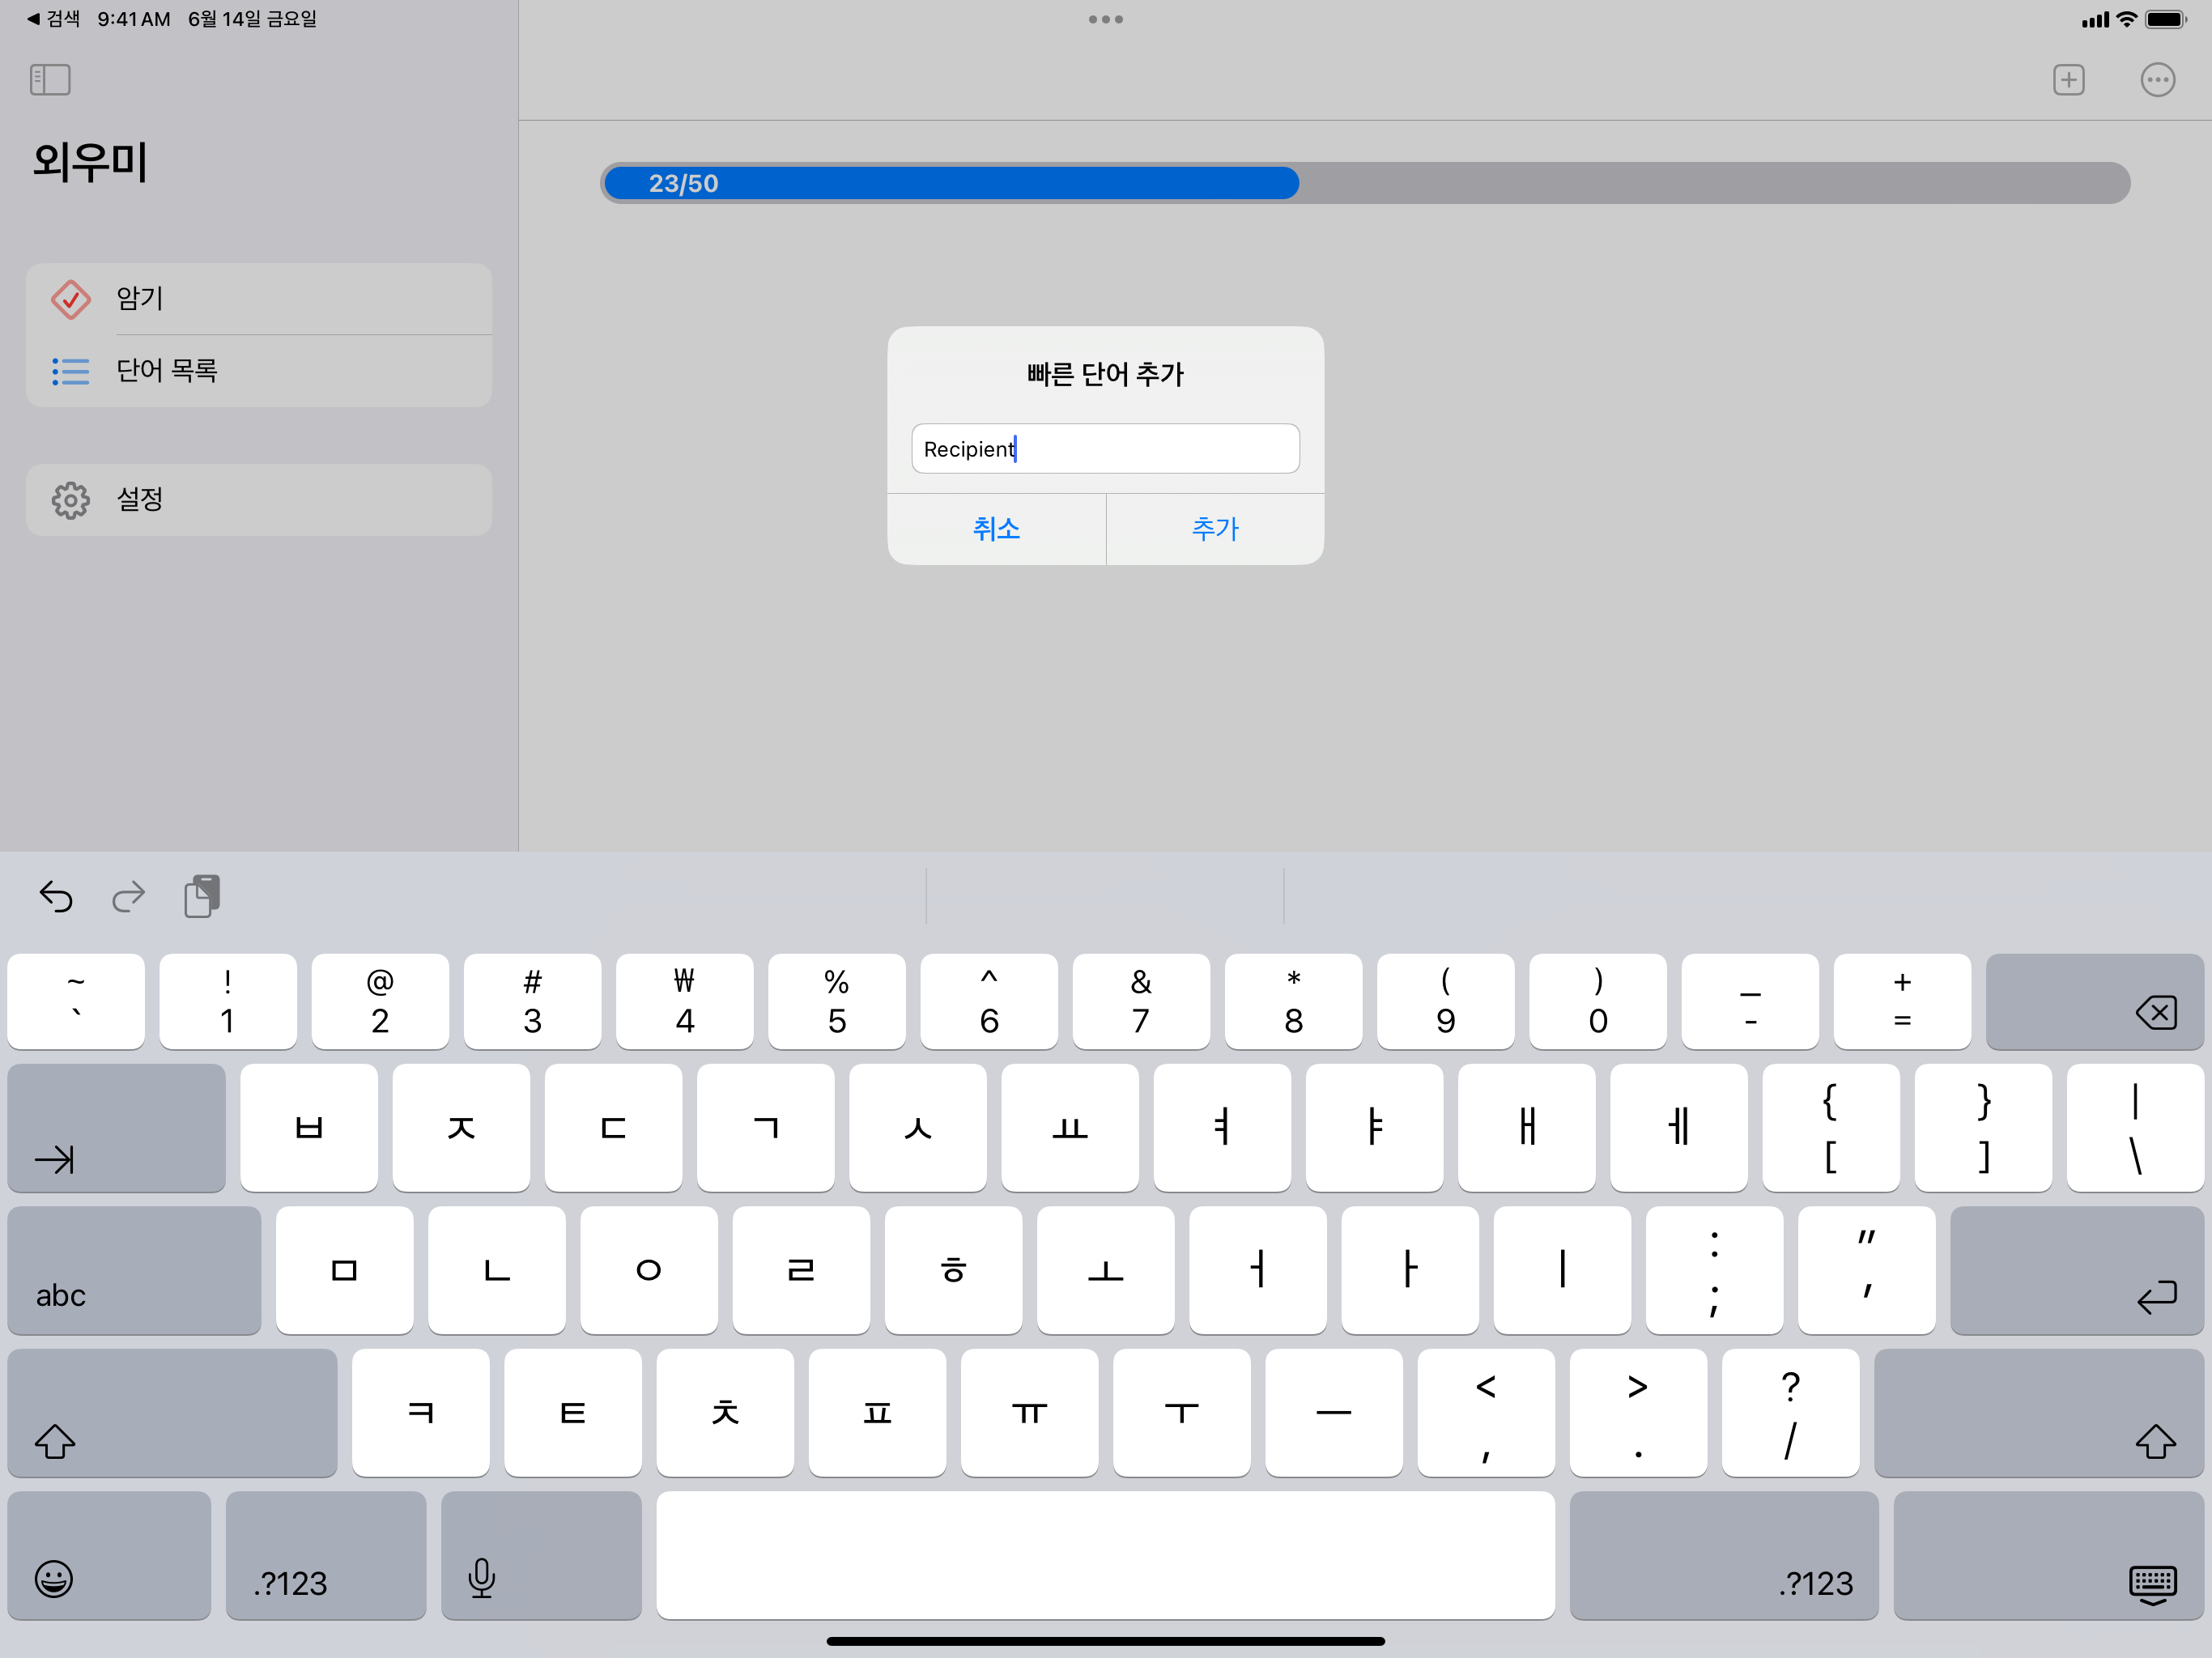 ◀ 검색 9:41 AM 6월 14일 금요일
외우미
암기
단어 목록
설정
23/50
빠른 단어 추가
Recipient
취소 추가
~ ! @ # ₩ % ^ & * ( ) _ +
` 1 2 3 4 5 6 7 8 9 0 - =
ㅂ ㅈ ㄷ ㄱ ㅅ ㅛ ㅕ ㅑ ㅐ ㅔ { } |
[ ] \
abc ㅁ ㄴ ㅇ ㄹ ㅎ ㅗ ㅓ ㅏ ㅣ : "
; '
ㅋ ㅌ ㅊ ㅍ ㅠ ㅜ ㅡ < > ?
, . /
.?123 .?123